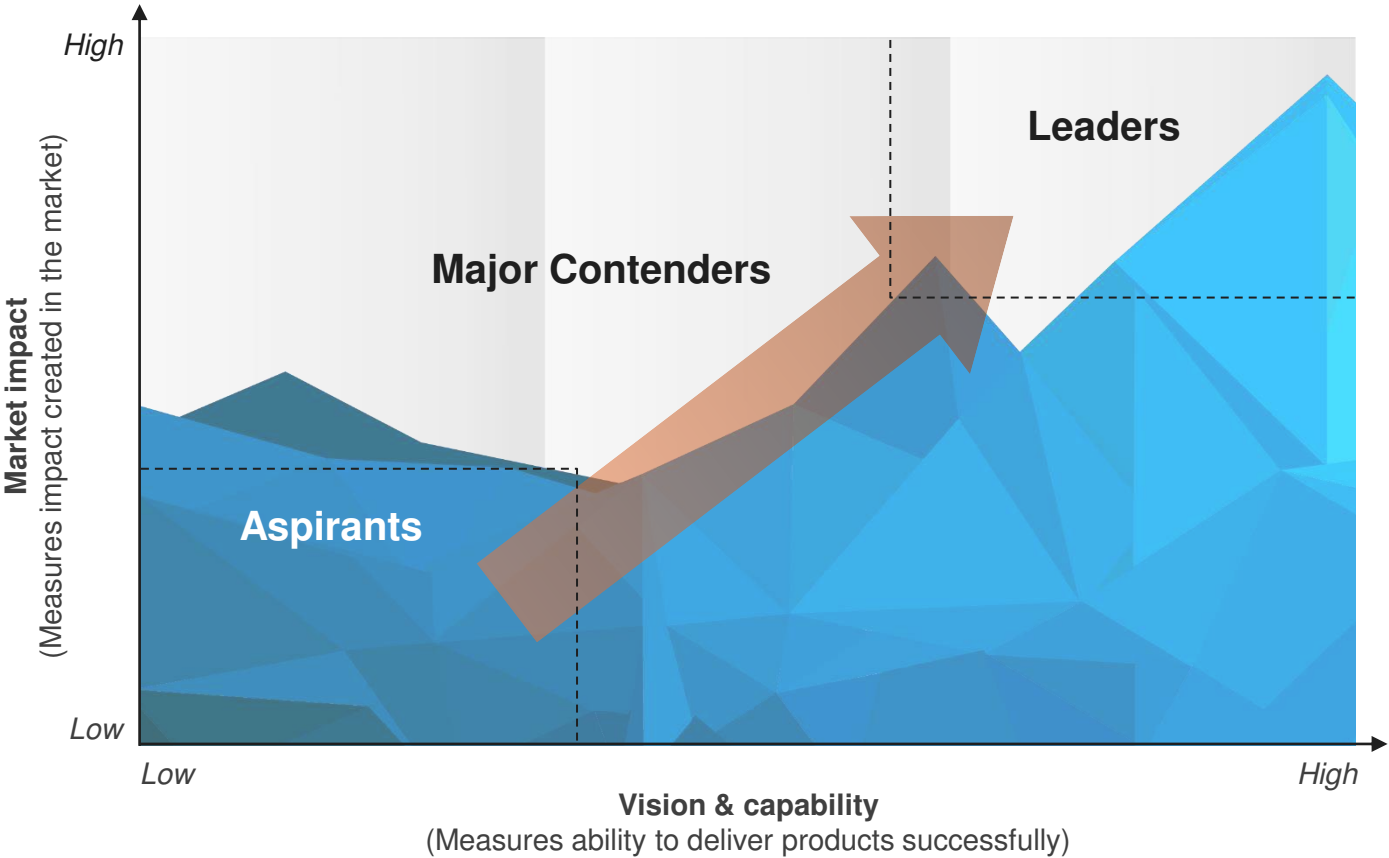 High
Leaders
Major Contenders
Market impact
(Measures impact created in the market)
Aspirants
Low
Low
High
Vision & capability
(Measures ability to deliver products successfully)